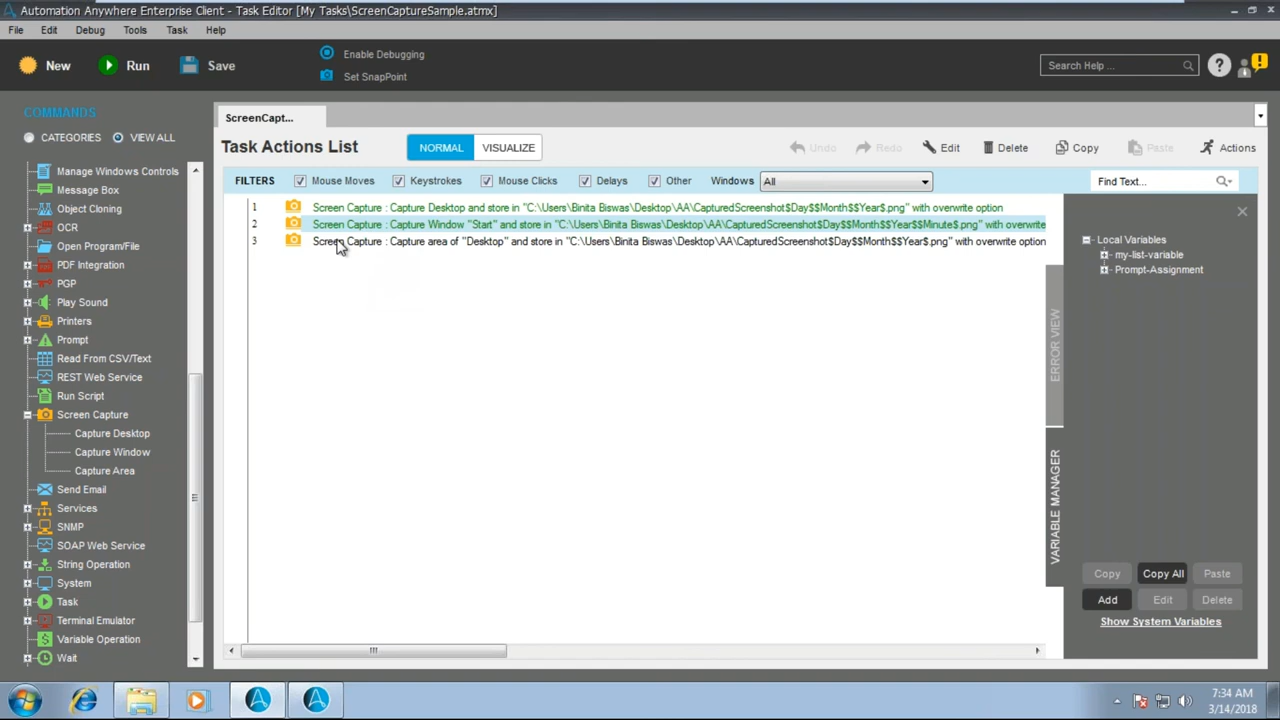 Automation Anywhere Enterprise Client - Task Editor [My Tasks\ScreenCaptureSample.atmx]
File Edit Debug Tools Task Help
New Run Save
Enable Debugging
Set SnapPoint
Search Help ...
COMMANDS
CATEGORIES VIEW ALL
Manage Windows Controls
Message Box
Object Cloning
OCR
Open Program/File
PDF Integration
PGP
Play Sound
Printers
Prompt
Read From CSV/Text
REST Web Service
Run Script
Screen Capture
Capture Desktop
Capture Window
Capture Area
Send Email
Services
SNMP
SOAP Web Service
String Operation
System
Task
Terminal Emulator
Variable Operation
Wait
ScreenCapt...
Task Actions List
NORMAL VISUALIZE
Undo Redo Edit Delete Copy Paste Actions
FILTERS Mouse Moves Keystrokes Mouse Clicks Delays Other Windows All
Find Text...
1 Screen Capture : Capture Desktop and store in "C:\Users\Binita Biswas\Desktop\AA\CapturedScreenshot$Day$$Month$$Year$.png" with overwrite option
2 Screen Capture : Capture Window "Start" and store in "C:\Users\Binita Biswas\Desktop\AA\CapturedScreenshot$Day$$Month$$Year$$Minute$.png" with overwrite
3 Screen Capture : Capture area of "Desktop" and store in "C:\Users\Binita Biswas\Desktop\AA\CapturedScreenshot$Day$$Month$$Year$.png" with overwrite option
ERROR VIEW
VARIABLE MANAGER
Local Variables
my-list-variable
Prompt-Assignment
Copy Copy All Paste
Add Edit Delete
Show System Variables
7:34 AM
3/14/2018